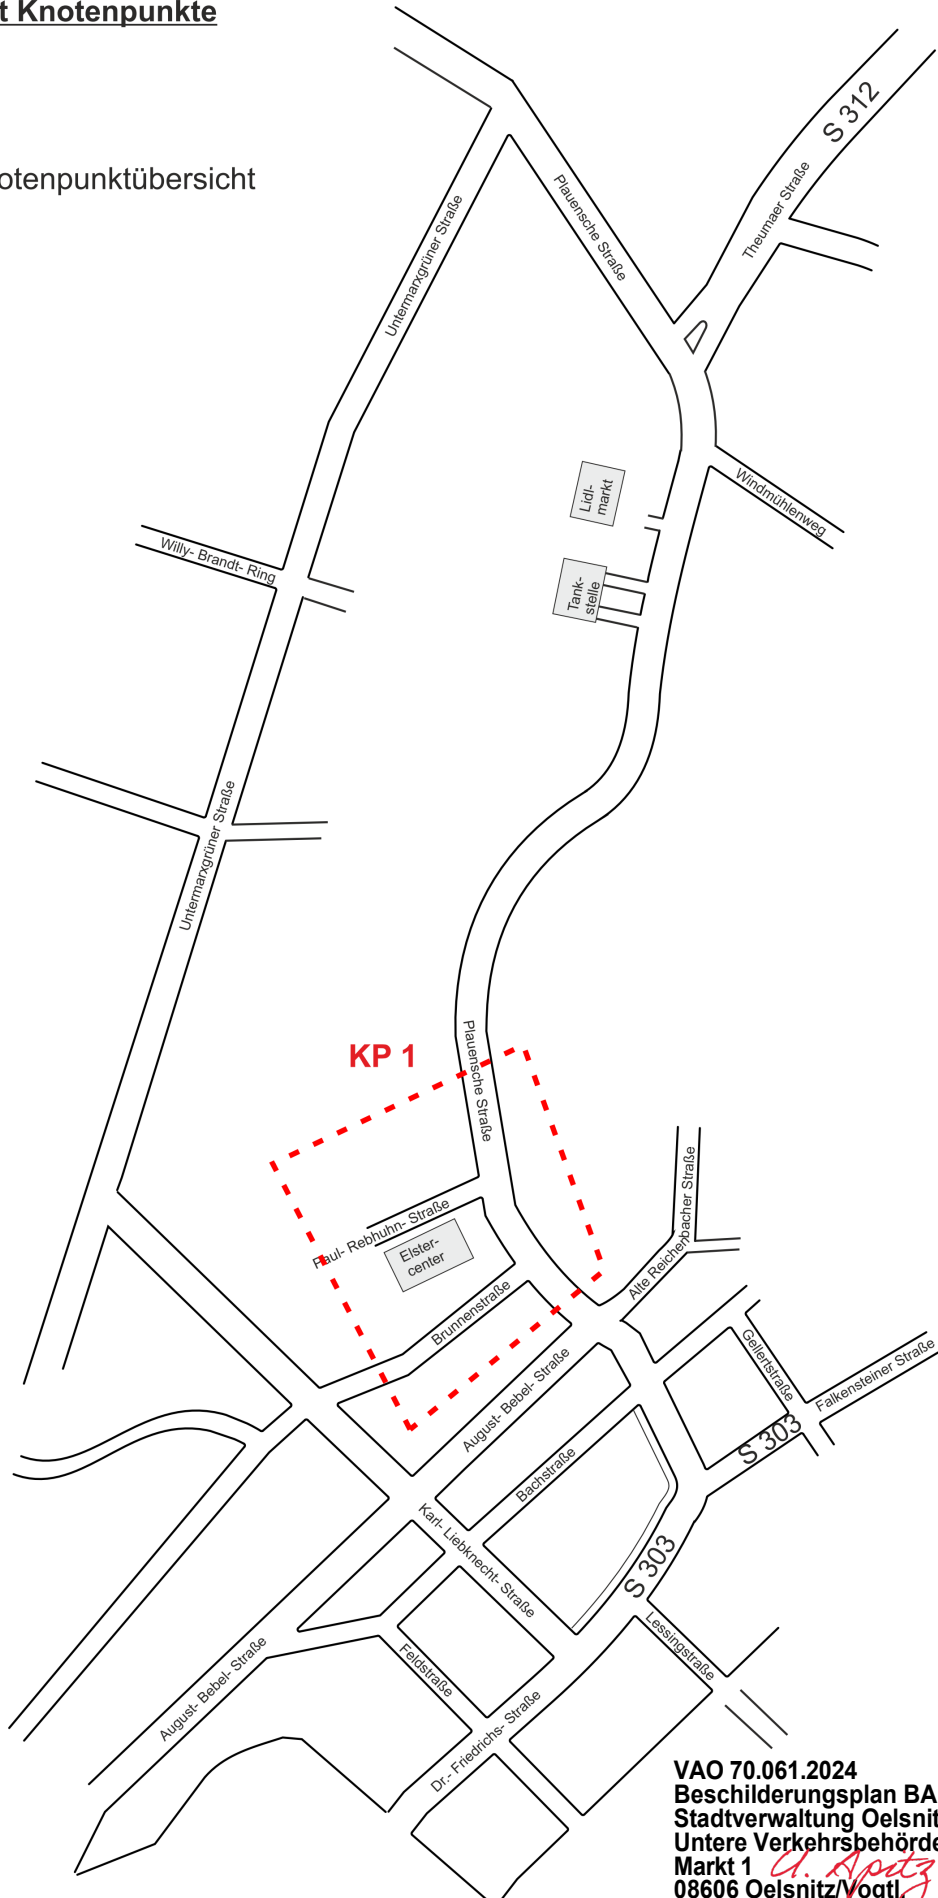 t Knotenpunkte
otenpunktübersicht
S 312
Theumaer Straße
Plauensche Straße
Untermarxgrüner Straße
Windmühlenweg
Lidl-
markt
Willy- Brandt- Ring
Tank-
stelle
Untermarxgrüner Straße
Plauensche Straße
KP 1
Alte Reichenbacher Straße
Paul- Rebhuhn- Straße
Elster-
center
Brunnenstraße
Gellertstraße
Falkensteiner Straße
S 303
August- Bebel- Straße
Bachstraße
Karl- Liebknecht- Straße
S 303
Lessingstraße
Feldstraße
August- Bebel- Straße
Dr.- Friedrichs- Straße
VAO 70.061.2024
Beschilderungsplan BA
Stadtverwaltung Oelsnit
Untere Verkehrsbehörde
Markt 1
U. Apitz
08606 Oelsnitz/Vogtl.